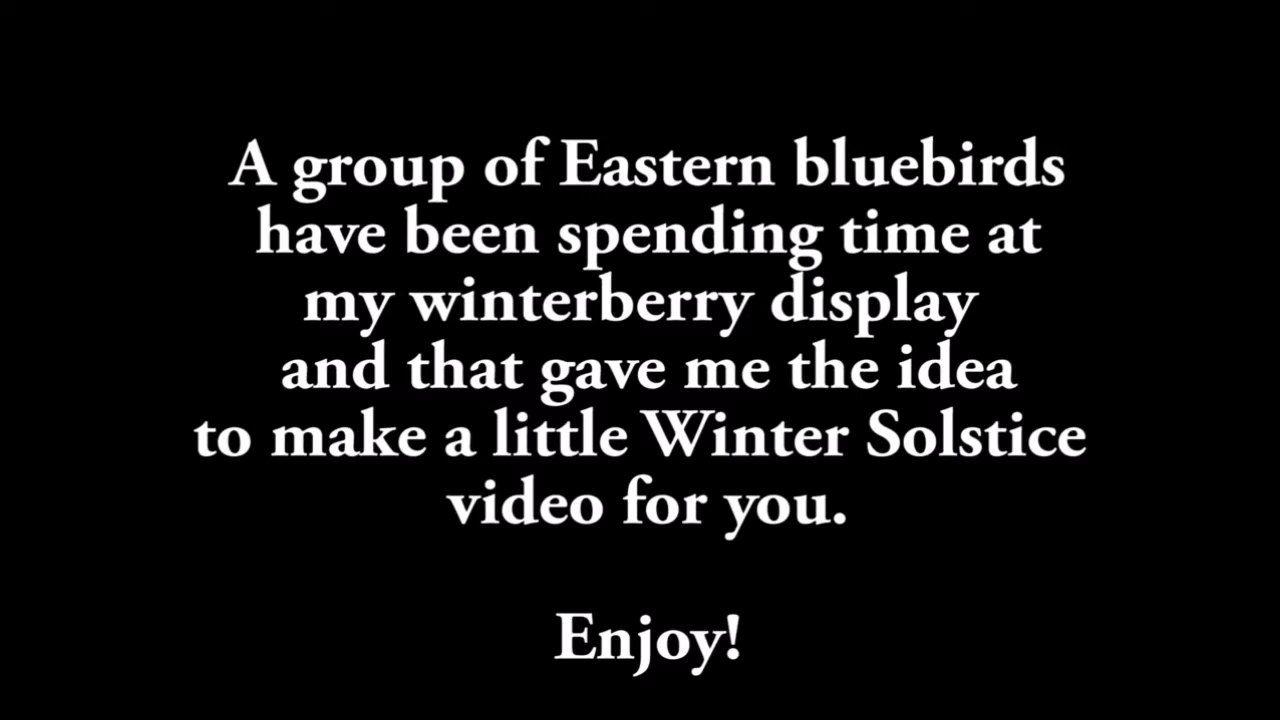 A group of Eastern bluebirds
have been spending time at
my winterberry display
and that gave me the idea
to make a little Winter Solstice
video for you.
Enjoy!